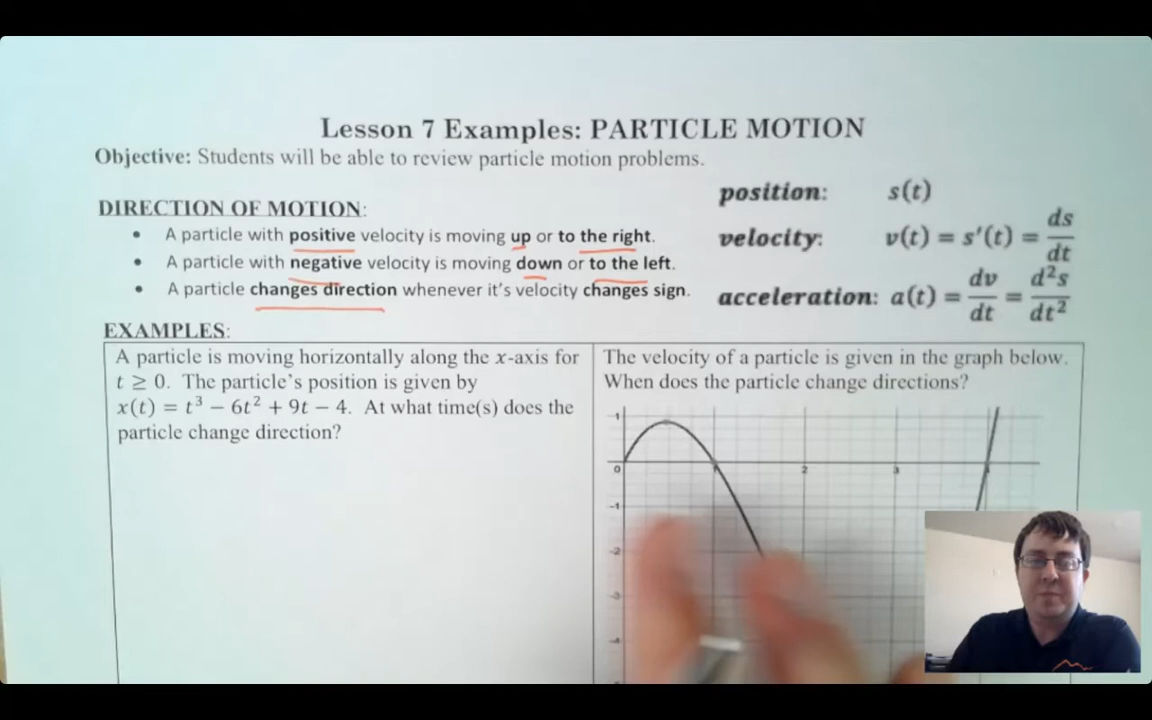 Lesson 7 Examples: PARTICLE MOTION
Objective: Students will be able to review particle motion problems.
DIRECTION OF MOTION:
• A particle with positive velocity is moving up or to the right.
• A particle with negative velocity is moving down or to the left.
• A particle changes direction whenever it's velocity changes sign.
position: s(t)
velocity: v(t) = s′(t) = ds/dt
acceleration: a(t) = dv/dt = d²s/dt²
EXAMPLES:
A particle is moving horizontally along the x-axis for
t ≥ 0. The particle's position is given by
x(t) = t³ − 6t² + 9t − 4. At what time(s) does the
particle change direction?
The velocity of a particle is given in the graph below.
When does the particle change directions?
1
0 2 3
-1
-2
-3
-4